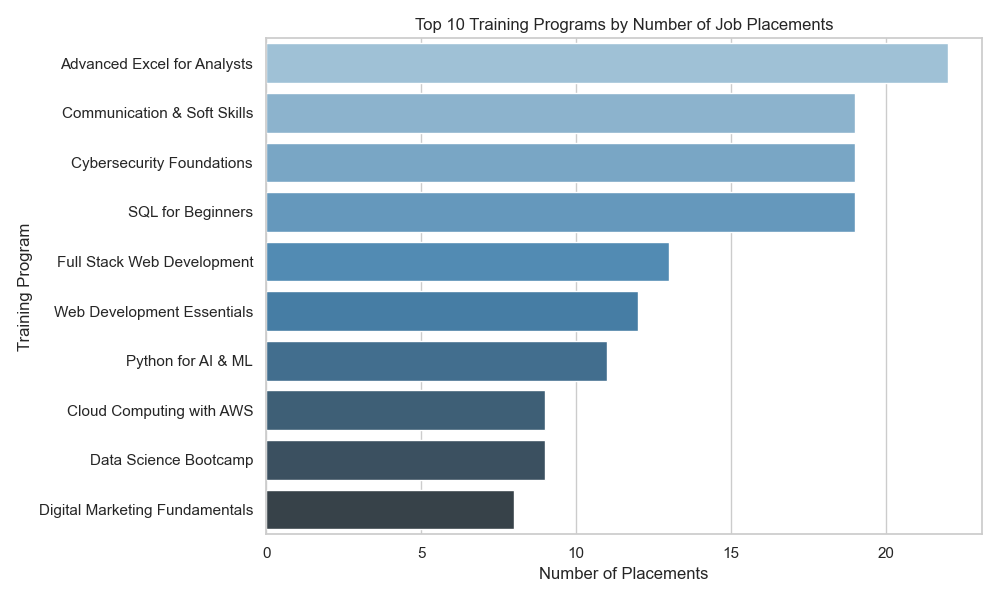 Top 10 Training Programs by Number of Job Placements
Training Program
Advanced Excel for Analysts
Communication & Soft Skills
Cybersecurity Foundations
SQL for Beginners
Full Stack Web Development
Web Development Essentials
Python for AI & ML
Cloud Computing with AWS
Data Science Bootcamp
Digital Marketing Fundamentals
0 5 10 15 20
Number of Placements